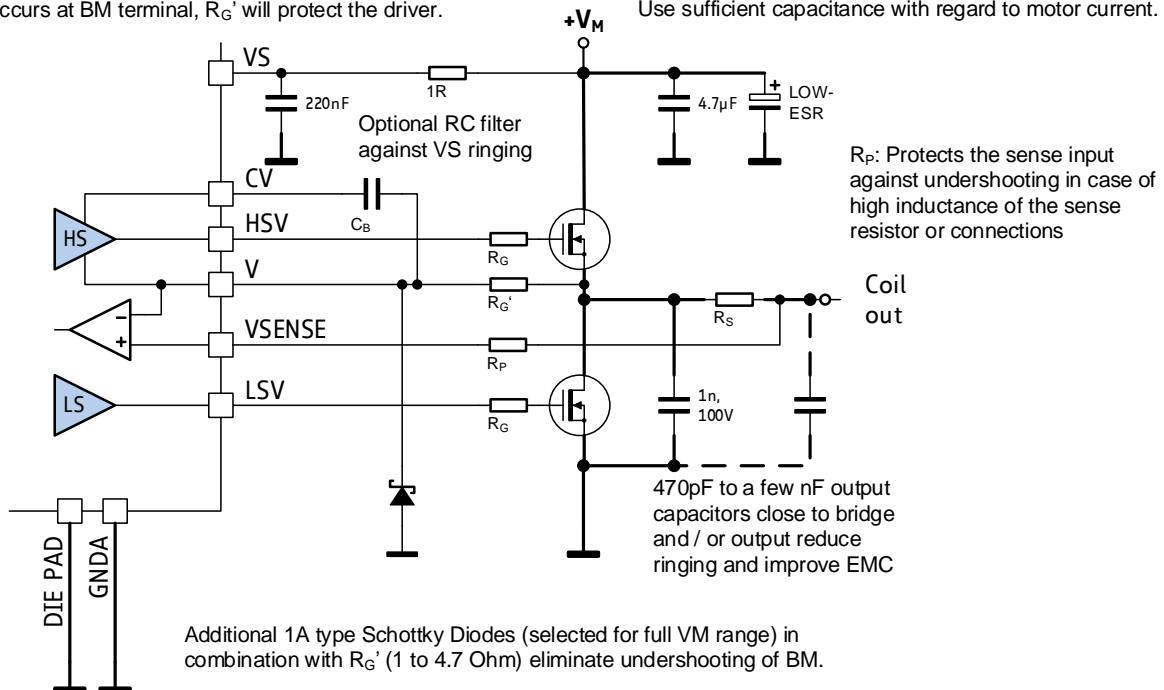 ccurs at BM terminal, RG' will protect the driver.
Use sufficient capacitance with regard to motor current.
+VM
VS
1R
220nF
4.7µF
+
LOW-
ESR
Optional RC filter
against VS ringing
RP: Protects the sense input
against undershooting in case of
high inductance of the sense
resistor or connections
CV
CB
HS
HSV
RG
V
RG'
Coil
out
RS
-
+
VSENSE
RP
LS
LSV
RG
1n,
100V
470pF to a few nF output
capacitors close to bridge
and / or output reduce
ringing and improve EMC
DIE PAD
GNDA
Additional 1A type Schottky Diodes (selected for full VM range) in
combination with RG' (1 to 4.7 Ohm) eliminate undershooting of BM.